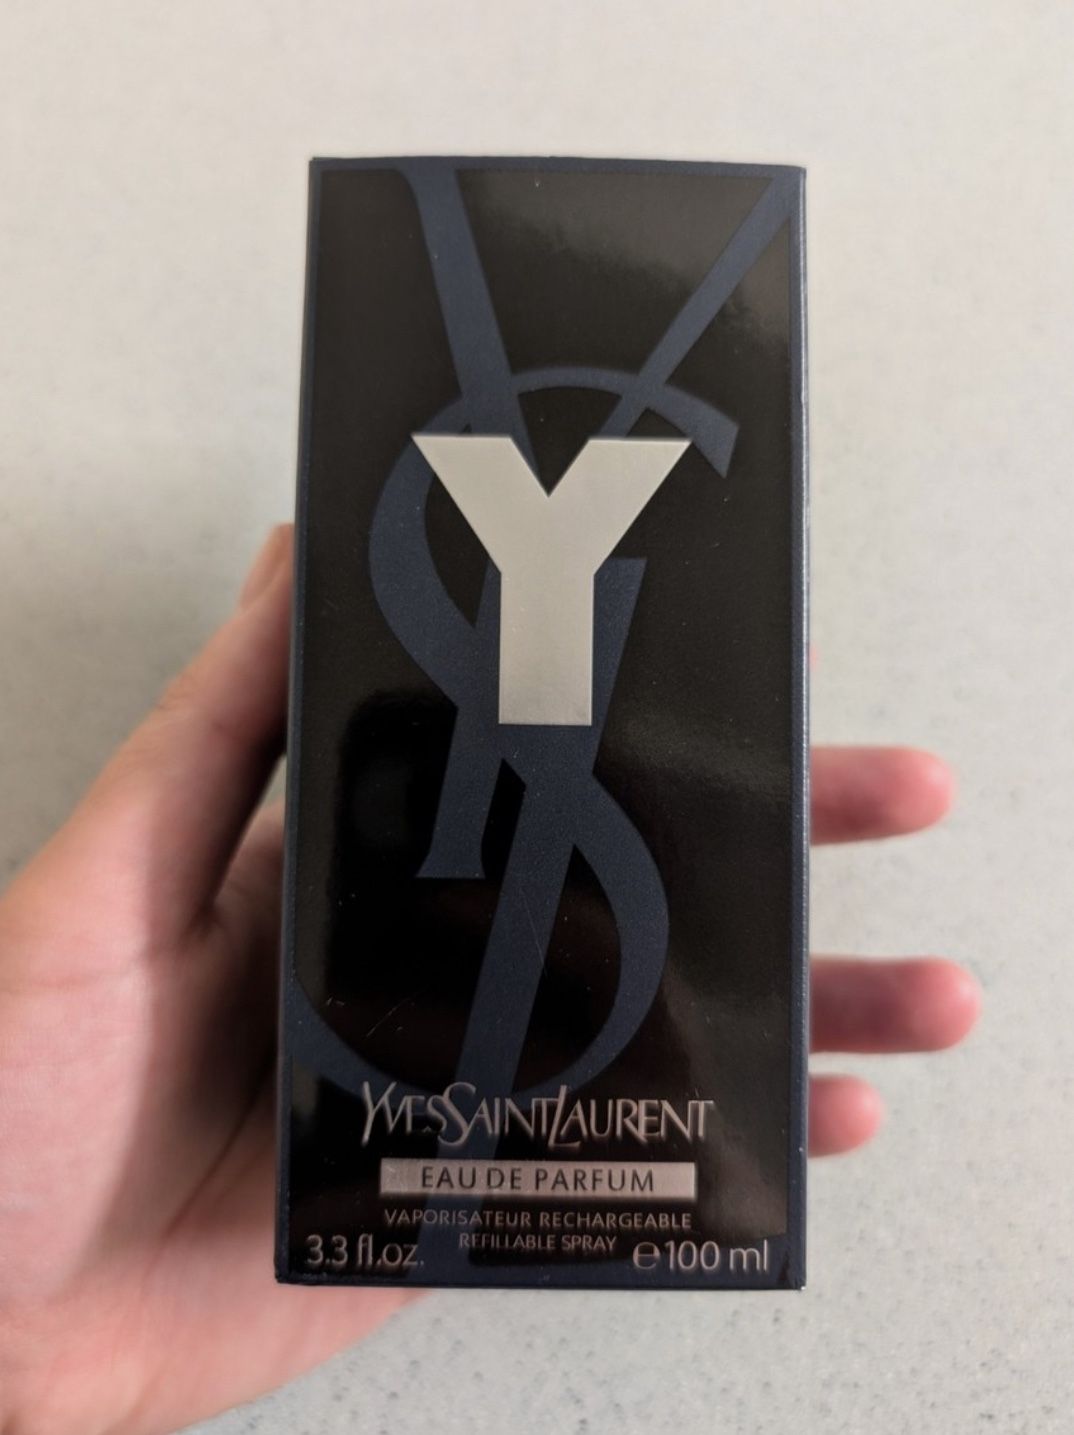 Y
YVESSAINTLAURENT
EAU DE PARFUM
VAPORISATEUR RECHARGEABLE
REFILLABLE SPRAY
3.3 fl.oz. ℮100 ml